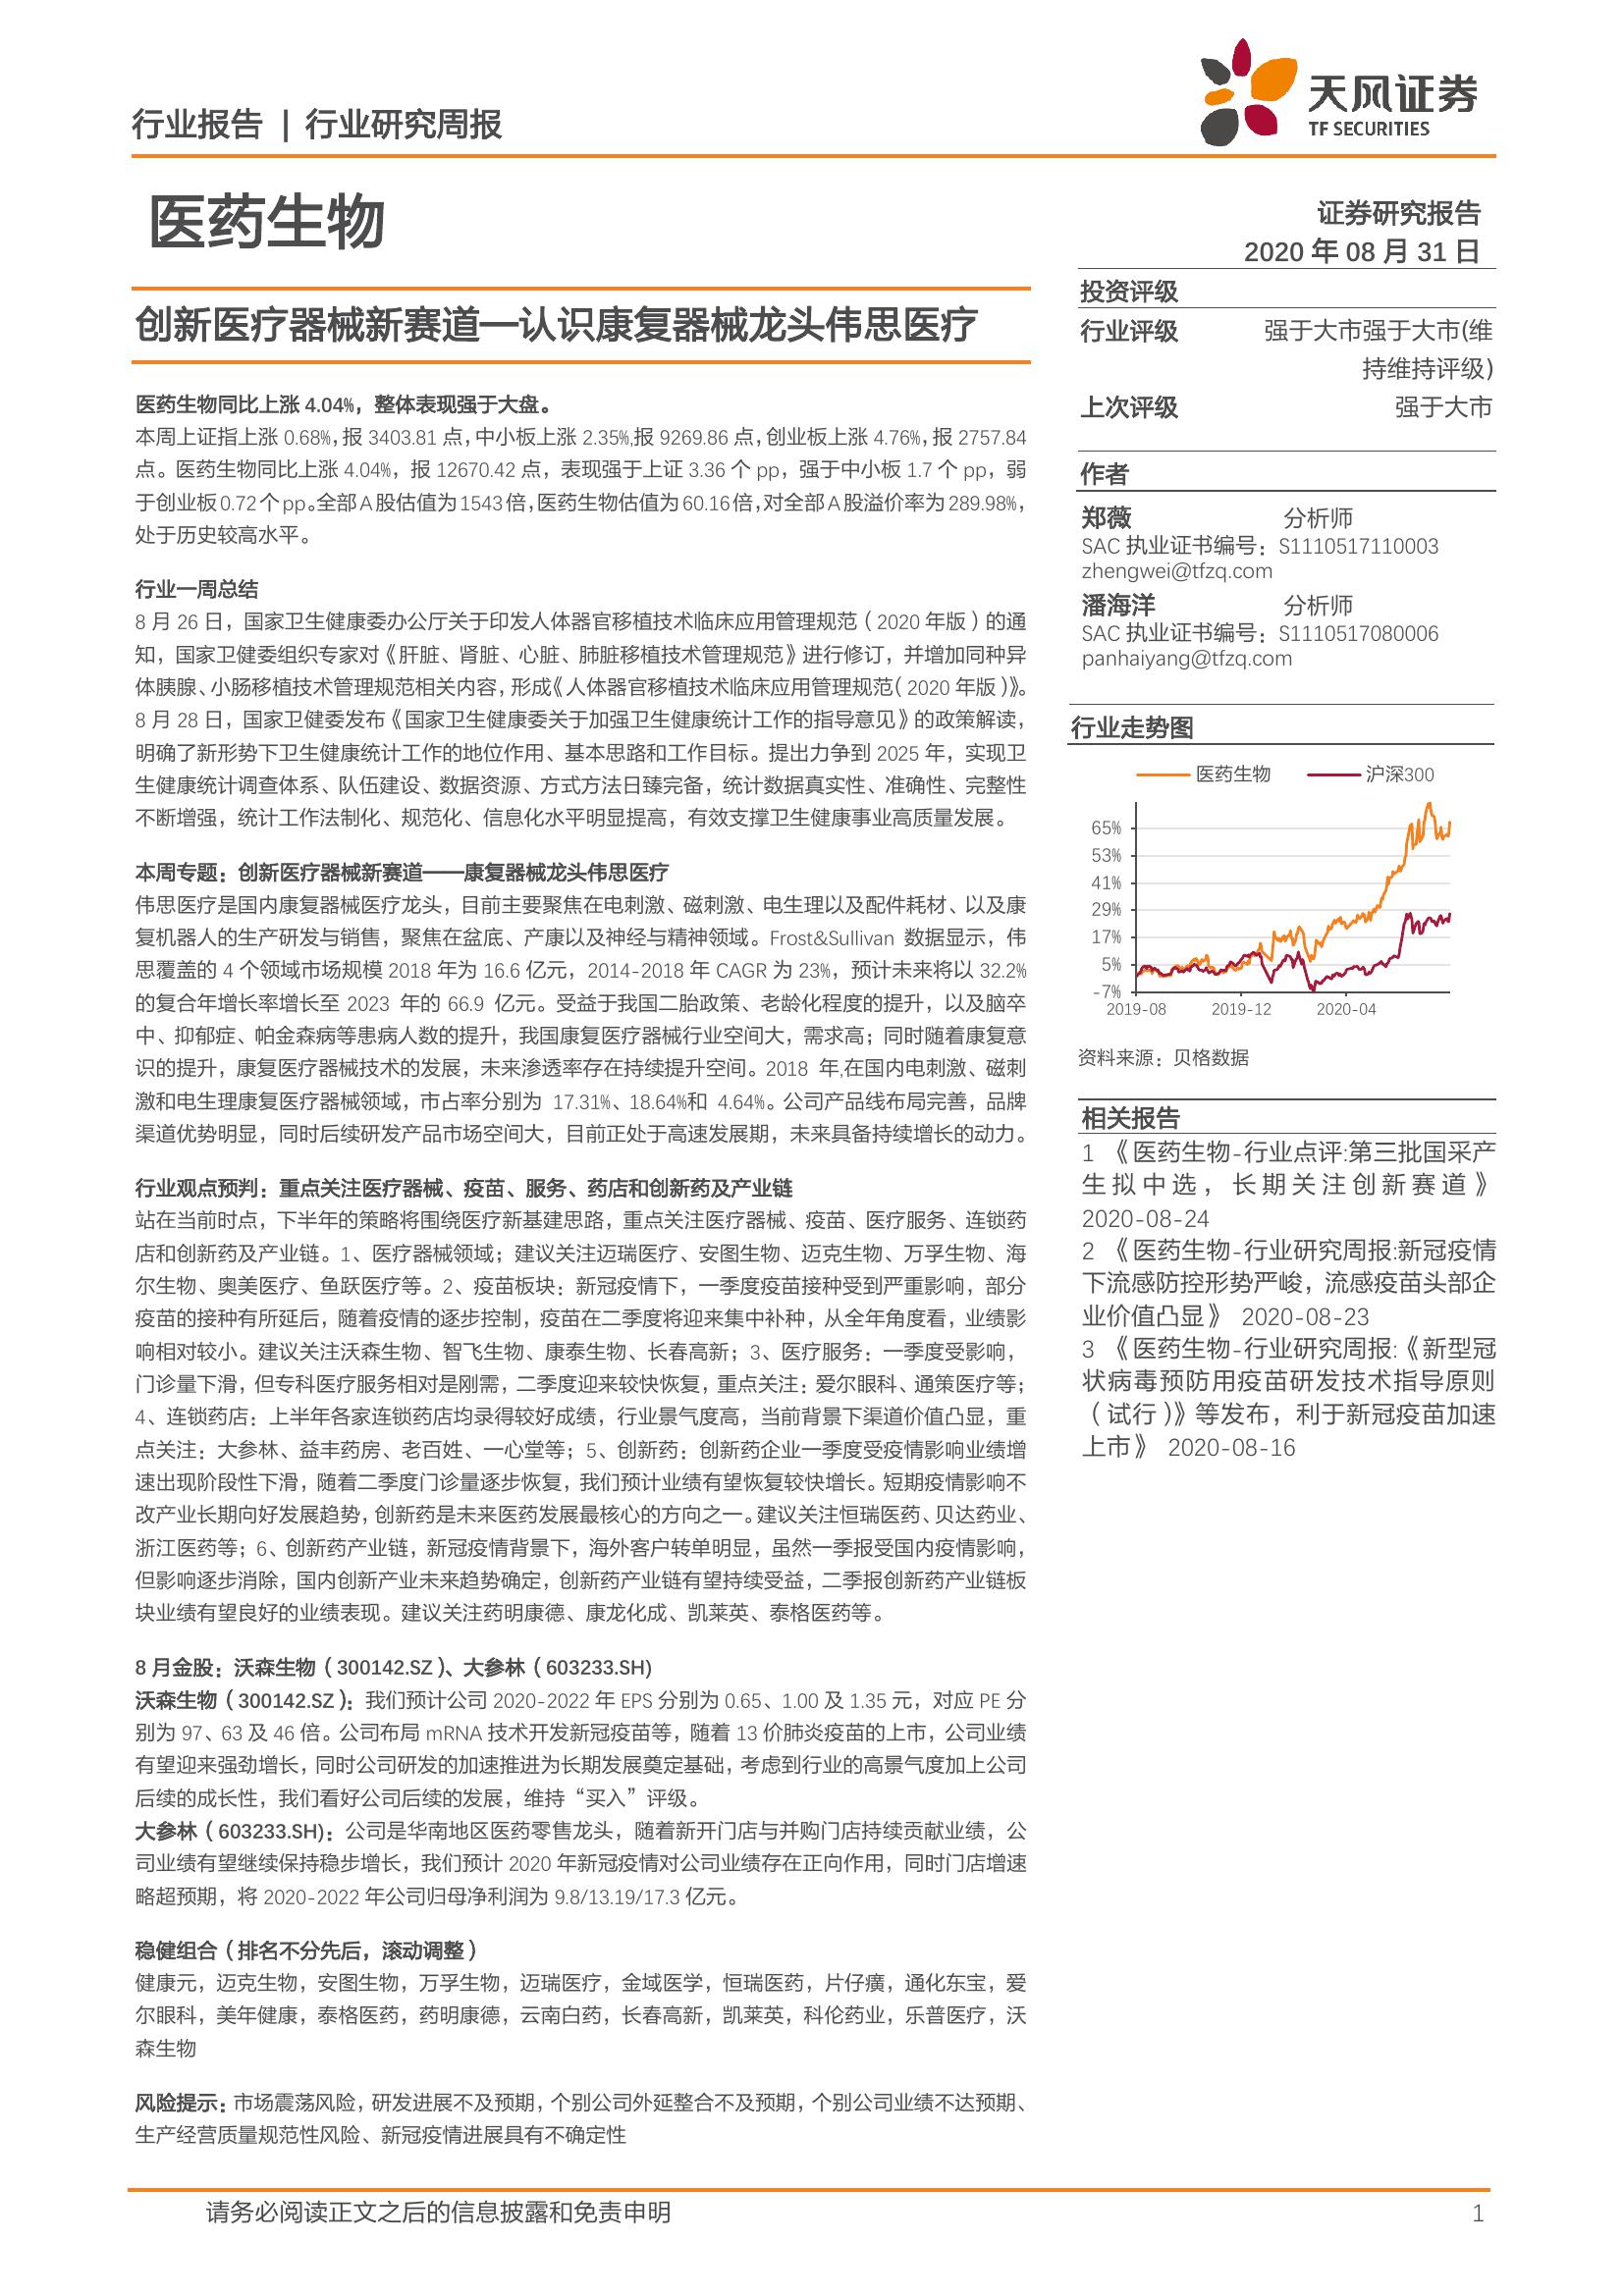 行业报告 | 行业研究周报
天风证券
TF SECURITIES
医药生物
证券研究报告
2020 年 08 月 31 日
创新医疗器械新赛道—认识康复器械龙头伟思医疗
医药生物同比上涨 4.04%，整体表现强于大盘。
本周上证指上涨 0.68%，报 3403.81 点，中小板上涨 2.35%,报 9269.86 点，创业板上涨 4.76%，报 2757.84
点。医药生物同比上涨 4.04%，报 12670.42 点，表现强于上证 3.36 个 pp，强于中小板 1.7 个 pp，弱
于创业板 0.72 个 pp。全部 A 股估值为 1543 倍，医药生物估值为 60.16 倍，对全部 A 股溢价率为 289.98%，
处于历史较高水平。
行业一周总结
8 月 26 日，国家卫生健康委办公厅关于印发人体器官移植技术临床应用管理规范（2020 年版）的通
知，国家卫健委组织专家对《肝脏、肾脏、心脏、肺脏移植技术管理规范》进行修订，并增加同种异
体胰腺、小肠移植技术管理规范相关内容，形成《人体器官移植技术临床应用管理规范（2020 年版）》。
8 月 28 日，国家卫健委发布《国家卫生健康委关于加强卫生健康统计工作的指导意见》的政策解读，
明确了新形势下卫生健康统计工作的地位作用、基本思路和工作目标。提出力争到 2025 年，实现卫
生健康统计调查体系、队伍建设、数据资源、方式方法日臻完备，统计数据真实性、准确性、完整性
不断增强，统计工作法制化、规范化、信息化水平明显提高，有效支撑卫生健康事业高质量发展。
本周专题：创新医疗器械新赛道——康复器械龙头伟思医疗
伟思医疗是国内康复器械医疗龙头，目前主要聚焦在电刺激、磁刺激、电生理以及配件耗材、以及康
复机器人的生产研发与销售，聚焦在盆底、产康以及神经与精神领域。Frost&Sullivan 数据显示，伟
思覆盖的 4 个领域市场规模 2018 年为 16.6 亿元，2014-2018 年 CAGR 为 23%，预计未来将以 32.2%
的复合年增长率增长至 2023 年的 66.9 亿元。受益于我国二胎政策、老龄化程度的提升，以及脑卒
中、抑郁症、帕金森病等患病人数的提升，我国康复医疗器械行业空间大，需求高；同时随着康复意
识的提升，康复医疗器械技术的发展，未来渗透率存在持续提升空间。2018 年,在国内电刺激、磁刺
激和电生理康复医疗器械领域，市占率分别为 17.31%、18.64%和 4.64%。公司产品线布局完善，品牌
渠道优势明显，同时后续研发产品市场空间大，目前正处于高速发展期，未来具备持续增长的动力。
行业观点预判：重点关注医疗器械、疫苗、服务、药店和创新药及产业链
站在当前时点，下半年的策略将围绕医疗新基建思路，重点关注医疗器械、疫苗、医疗服务、连锁药
店和创新药及产业链。1、医疗器械领域；建议关注迈瑞医疗、安图生物、迈克生物、万孚生物、海
尔生物、奥美医疗、鱼跃医疗等。2、疫苗板块：新冠疫情下，一季度疫苗接种受到严重影响，部分
疫苗的接种有所延后，随着疫情的逐步控制，疫苗在二季度将迎来集中补种，从全年角度看，业绩影
响相对较小。建议关注沃森生物、智飞生物、康泰生物、长春高新；3、医疗服务：一季度受影响，
门诊量下滑，但专科医疗服务相对是刚需，二季度迎来较快恢复，重点关注：爱尔眼科、通策医疗等；
4、连锁药店：上半年各家连锁药店均录得较好成绩，行业景气度高，当前背景下渠道价值凸显，重
点关注：大参林、益丰药房、老百姓、一心堂等；5、创新药：创新药企业一季度受疫情影响业绩增
速出现阶段性下滑，随着二季度门诊量逐步恢复，我们预计业绩有望恢复较快增长。短期疫情影响不
改产业长期向好发展趋势，创新药是未来医药发展最核心的方向之一。建议关注恒瑞医药、贝达药业、
浙江医药等；6、创新药产业链，新冠疫情背景下，海外客户转单明显，虽然一季报受国内疫情影响，
但影响逐步消除，国内创新产业未来趋势确定，创新药产业链有望持续受益，二季报创新药产业链板
块业绩有望良好的业绩表现。建议关注药明康德、康龙化成、凯莱英、泰格医药等。
8 月金股：沃森生物（300142.SZ）、大参林（603233.SH)
沃森生物（300142.SZ）：我们预计公司 2020-2022 年 EPS 分别为 0.65、1.00 及 1.35 元，对应 PE 分
别为 97、63 及 46 倍。公司布局 mRNA 技术开发新冠疫苗等，随着 13 价肺炎疫苗的上市，公司业绩
有望迎来强劲增长，同时公司研发的加速推进为长期发展奠定基础，考虑到行业的高景气度加上公司
后续的成长性，我们看好公司后续的发展，维持“买入”评级。
大参林（603233.SH)：公司是华南地区医药零售龙头，随着新开门店与并购门店持续贡献业绩，公
司业绩有望继续保持稳步增长，我们预计 2020 年新冠疫情对公司业绩存在正向作用，同时门店增速
略超预期，将 2020-2022 年公司归母净利润为 9.8/13.19/17.3 亿元。
稳健组合（排名不分先后，滚动调整）
健康元，迈克生物，安图生物，万孚生物，迈瑞医疗，金域医学，恒瑞医药，片仔癀，通化东宝，爱
尔眼科，美年健康，泰格医药，药明康德，云南白药，长春高新，凯莱英，科伦药业，乐普医疗，沃
森生物
风险提示：市场震荡风险，研发进展不及预期，个别公司外延整合不及预期，个别公司业绩不达预期、
生产经营质量规范性风险、新冠疫情进展具有不确定性
投资评级
行业评级 强于大市强于大市(维
持维持评级)
上次评级 强于大市
作者
郑薇 分析师
SAC 执业证书编号：S1110517110003
zhengwei@tfzq.com
潘海洋 分析师
SAC 执业证书编号：S1110517080006
panhaiyang@tfzq.com
行业走势图
医药生物 沪深300
65%
53%
41%
29%
17%
5%
-7%
2019-08 2019-12 2020-04
资料来源：贝格数据
相关报告
1 《医药生物-行业点评:第三批国采产
生拟中选，长期关注创新赛道》
2020-08-24
2 《医药生物-行业研究周报:新冠疫情
下流感防控形势严峻，流感疫苗头部企
业价值凸显》 2020-08-23
3 《医药生物-行业研究周报:《新型冠
状病毒预防用疫苗研发技术指导原则
（试行）》等发布，利于新冠疫苗加速
上市》 2020-08-16
请务必阅读正文之后的信息披露和免责申明 1